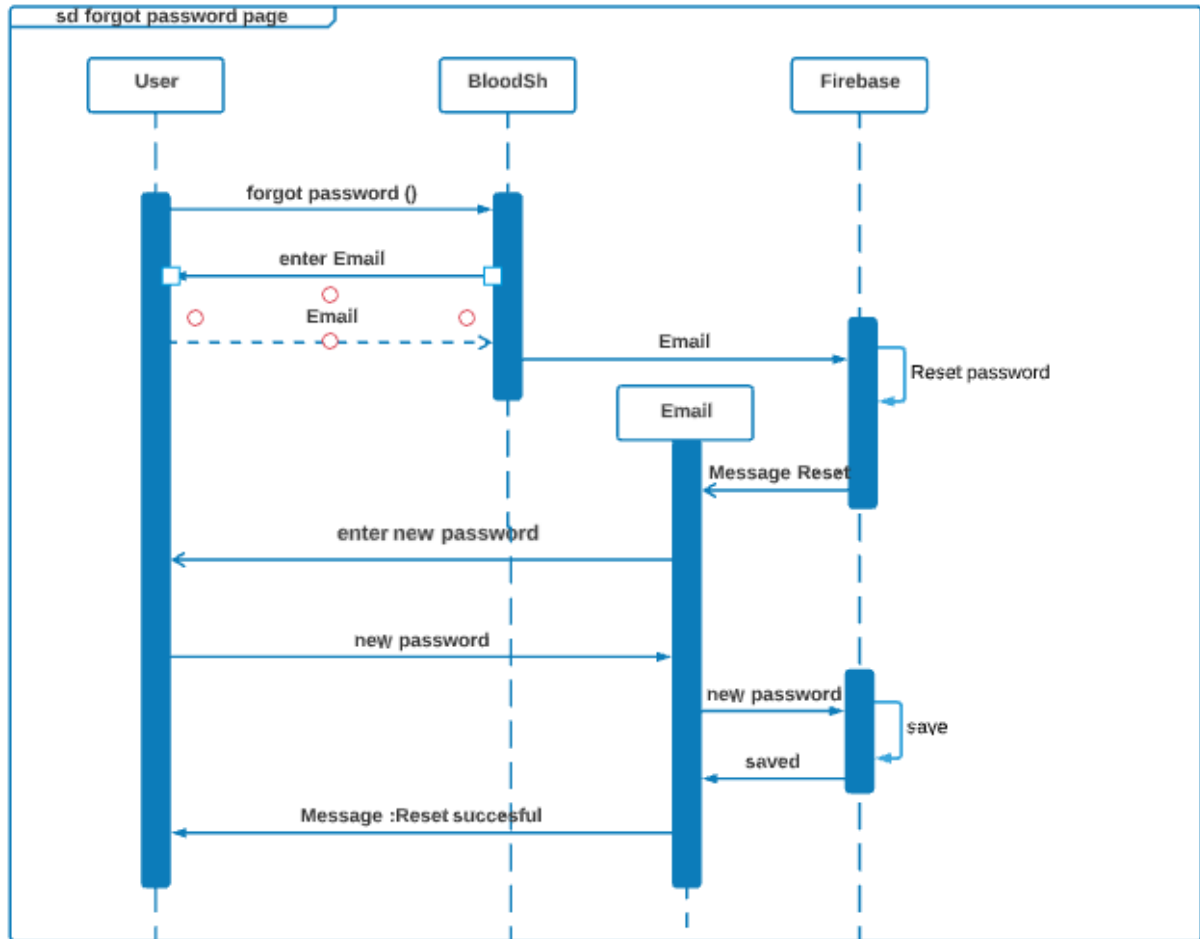 sd forgot password page
User
BloodSh
Firebase
forgot password ()
enter Email
Email
Email
Reset password
Email
Message Reset
enter new password
new password
new password
save
saved
Message :Reset succesful